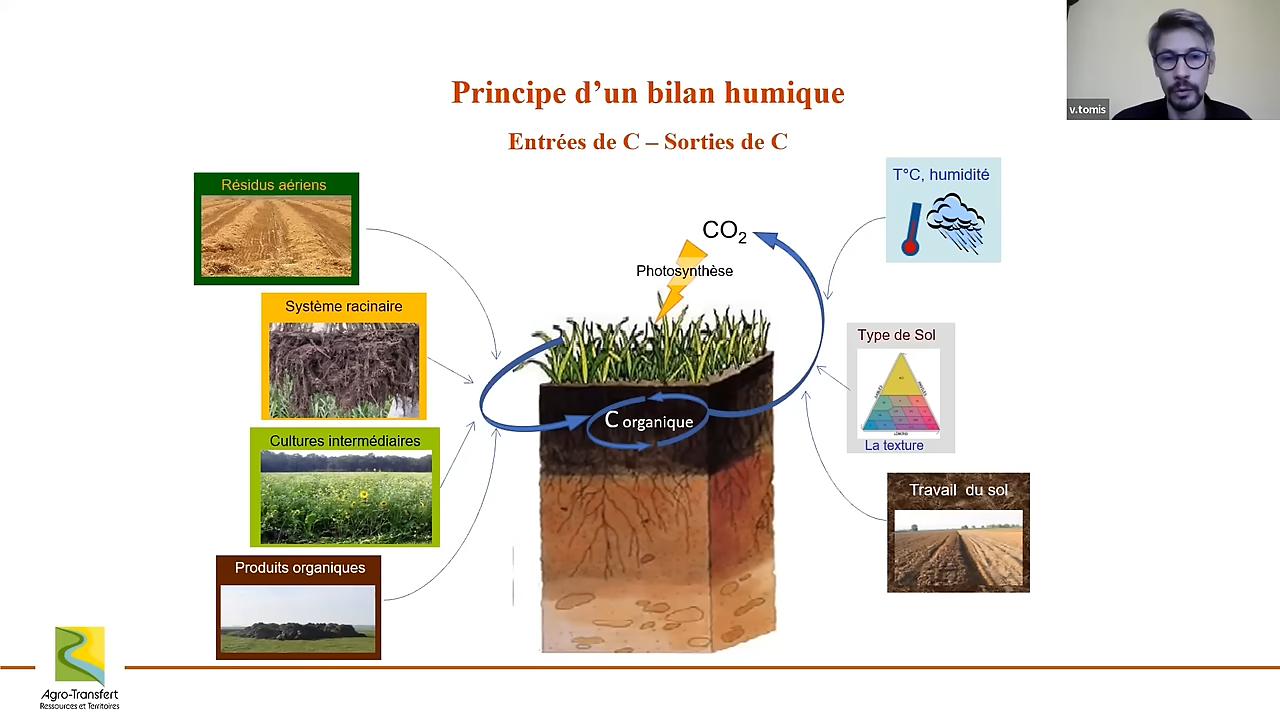 v.tomis
Principe d’un bilan humique
Entrées de C – Sorties de C
Résidus aériens
Système racinaire
Cultures intermédiaires
Produits organiques
CO2
Photosynthèse
C organique
T°C, humidité
Type de Sol
La texture
Travail du sol
Agro-Transfert
Ressources et Territoires